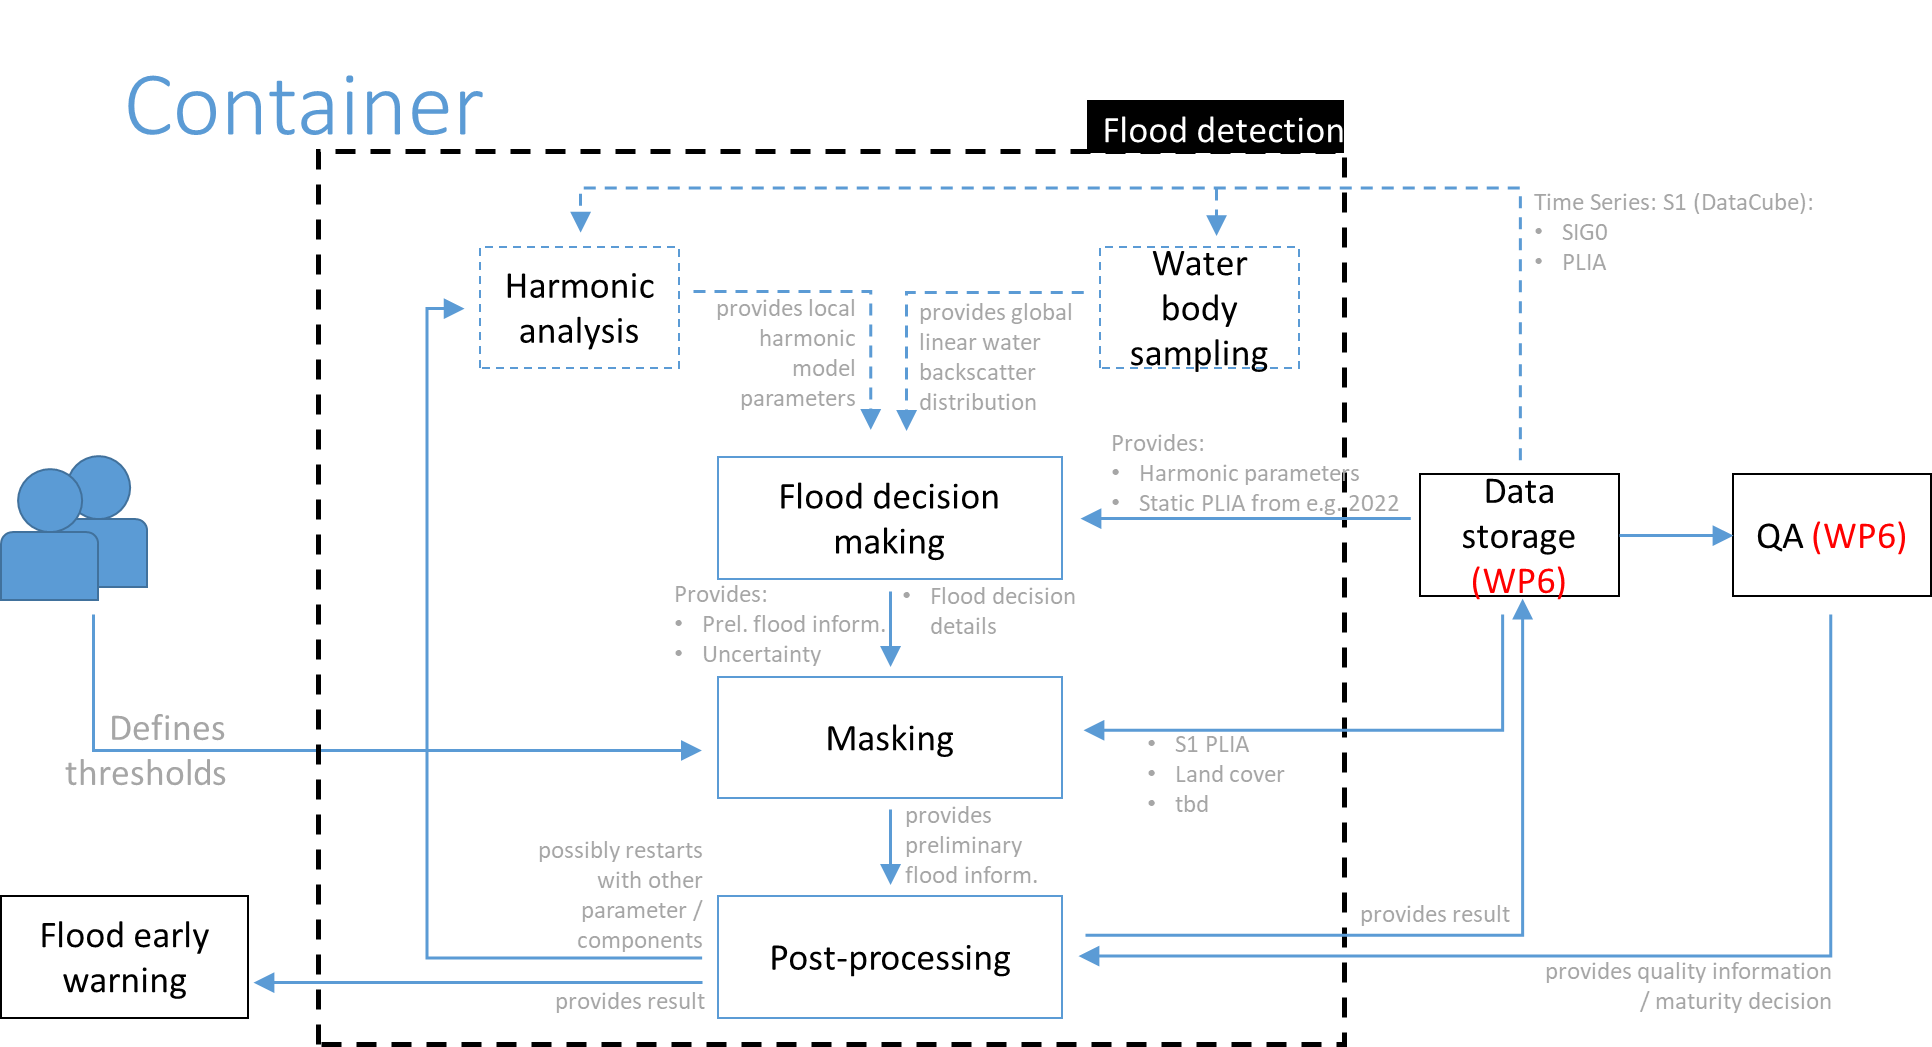 Container
Flood detection
Time Series: S1 (DataCube):
• SIG0
• PLIA
Harmonic
analysis
Water
body
sampling
provides local
harmonic
model
parameters
provides global
linear water
backscatter
distribution
Provides:
• Harmonic parameters
• Static PLIA from e.g. 2022
Flood decision
making
Data
storage
(WP6)
QA (WP6)
Provides:
• Prel. flood inform.
• Uncertainty
• Flood decision
details
Defines
thresholds
Masking
• S1 PLIA
• Land cover
• tbd
provides
preliminary
flood inform.
possibly restarts
with other
parameter /
components
Flood early
warning
Post-processing
provides result
provides result
provides quality information
/ maturity decision